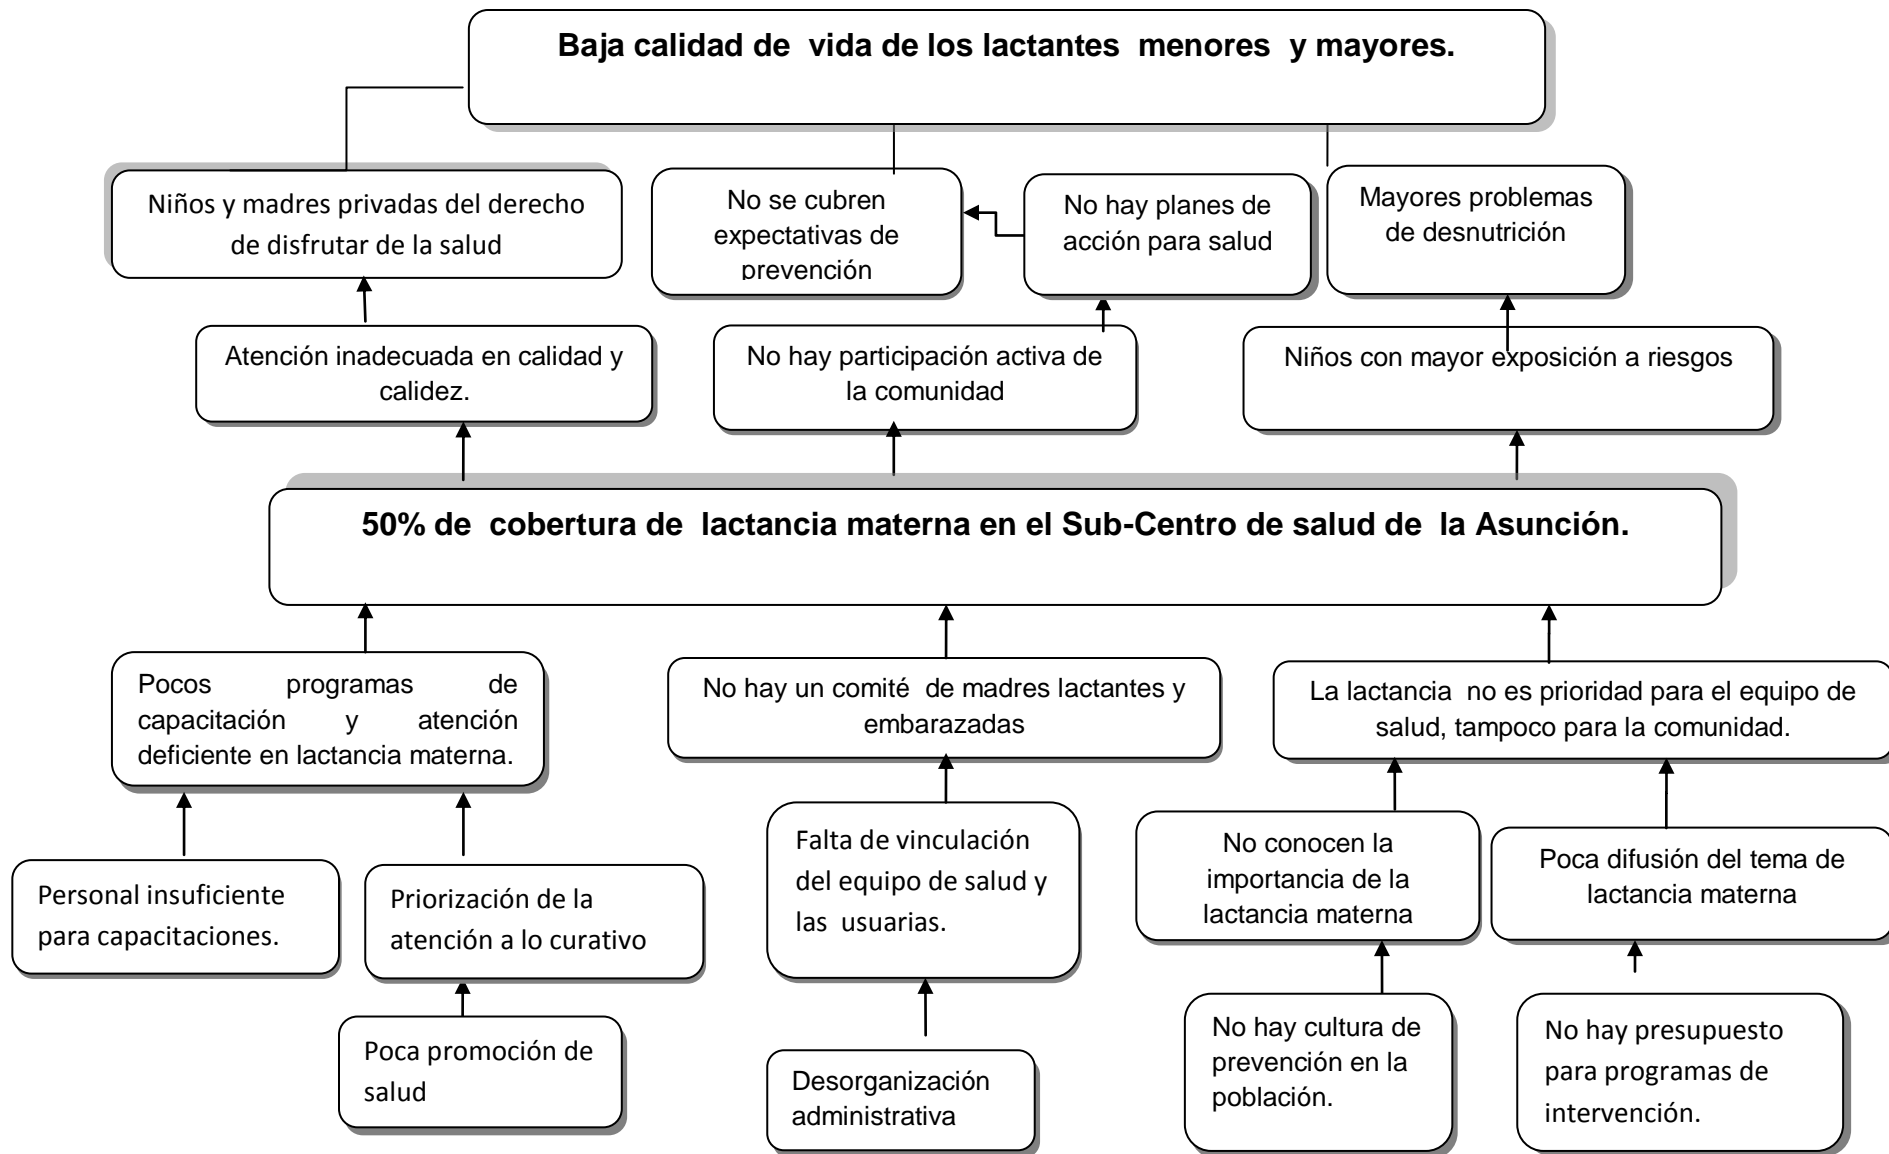 Baja calidad de vida de los lactantes menores y mayores.
Niños y madres privadas del derecho
de disfrutar de la salud
No se cubren
expectativas de
prevención
No hay planes de
acción para salud
Mayores problemas
de desnutrición
Atención inadecuada en calidad y
calidez.
No hay participación activa de
la comunidad
Niños con mayor exposición a riesgos
50% de cobertura de lactancia materna en el Sub-Centro de salud de la Asunción.
Pocos programas de
capacitación y atención
deficiente en lactancia materna.
No hay un comité de madres lactantes y
embarazadas
La lactancia no es prioridad para el equipo de
salud, tampoco para la comunidad.
Personal insuficiente
para capacitaciones.
Priorización de la
atención a lo curativo
Falta de vinculación
del equipo de salud y
las usuarias.
No conocen la
importancia de la
lactancia materna
Poca difusión del tema de
lactancia materna
Poca promoción de
salud
Desorganización
administrativa
No hay cultura de
prevención en la
población.
No hay presupuesto
para programas de
intervención.